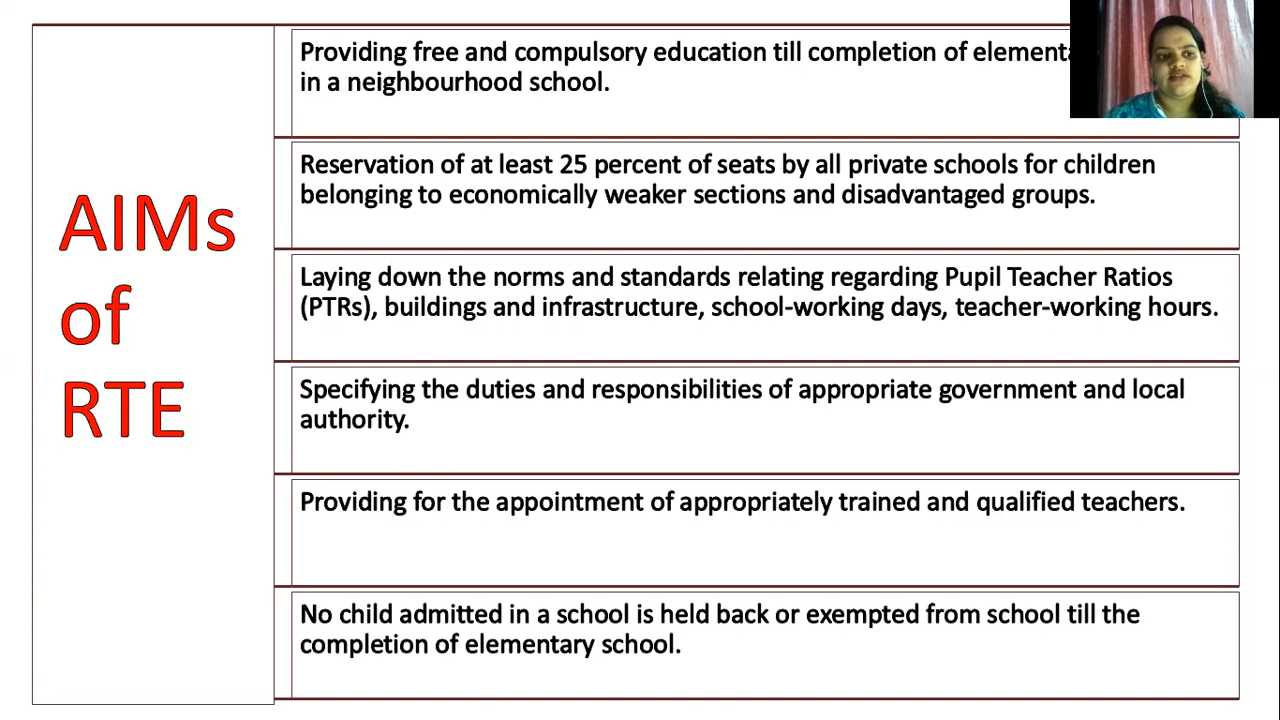 AIMs
of
RTE
Providing free and compulsory education till completion of
in a neighbourhood school.
Reservation of at least 25 percent of seats by all private schools for children
belonging to economically weaker sections and disadvantaged groups.
Laying down the norms and standards relating regarding Pupil Teacher Ratios
(PTRs), buildings and infrastructure, school-working days, teacher-working hours.
Specifying the duties and responsibilities of appropriate government and local
authority.
Providing for the appointment of appropriately trained and qualified teachers.
No child admitted in a school is held back or exempted from school till the
completion of elementary school.